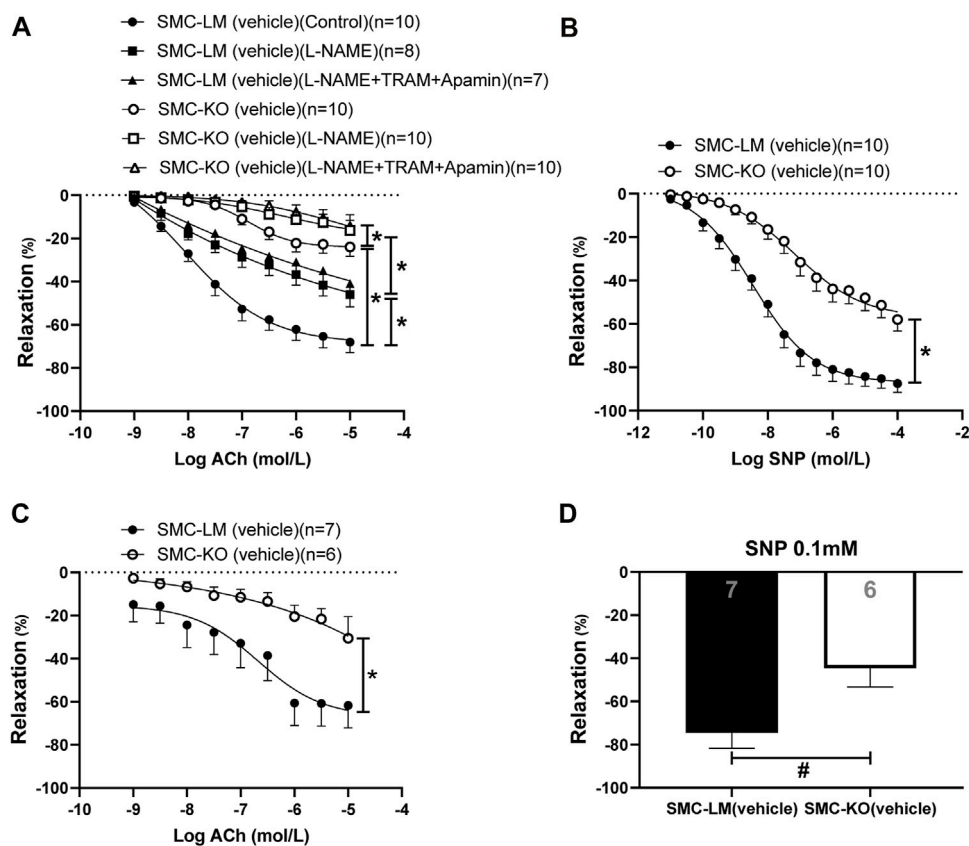 A
SMC-LM (vehicle)(Control)(n=10)
SMC-LM (vehicle)(L-NAME)(n=8)
SMC-LM (vehicle)(L-NAME+TRAM+Apamin)(n=7)
SMC-KO (vehicle)(n=10)
SMC-KO (vehicle)(L-NAME)(n=10)
SMC-KO (vehicle)(L-NAME+TRAM+Apamin)(n=10)
0
-20
-40
-60
-80
-100
Relaxation (%)
* * * *
-10 -9 -8 -7 -6 -5 -4
Log ACh (mol/L)
B
SMC-LM (vehicle)(n=10)
SMC-KO (vehicle)(n=10)
0
-20
-40
-60
-80
-100
Relaxation (%)
*
-12 -10 -8 -6 -4 -2
Log SNP (mol/L)
C
SMC-LM (vehicle)(n=7)
SMC-KO (vehicle)(n=6)
0
-20
-40
-60
-80
-100
Relaxation (%)
*
-10 -9 -8 -7 -6 -5 -4
Log ACh (mol/L)
D
SNP 0.1mM
0
-20
-40
-60
-80
-100
Relaxation (%)
7 6
#
SMC-LM(vehicle) SMC-KO(vehicle)